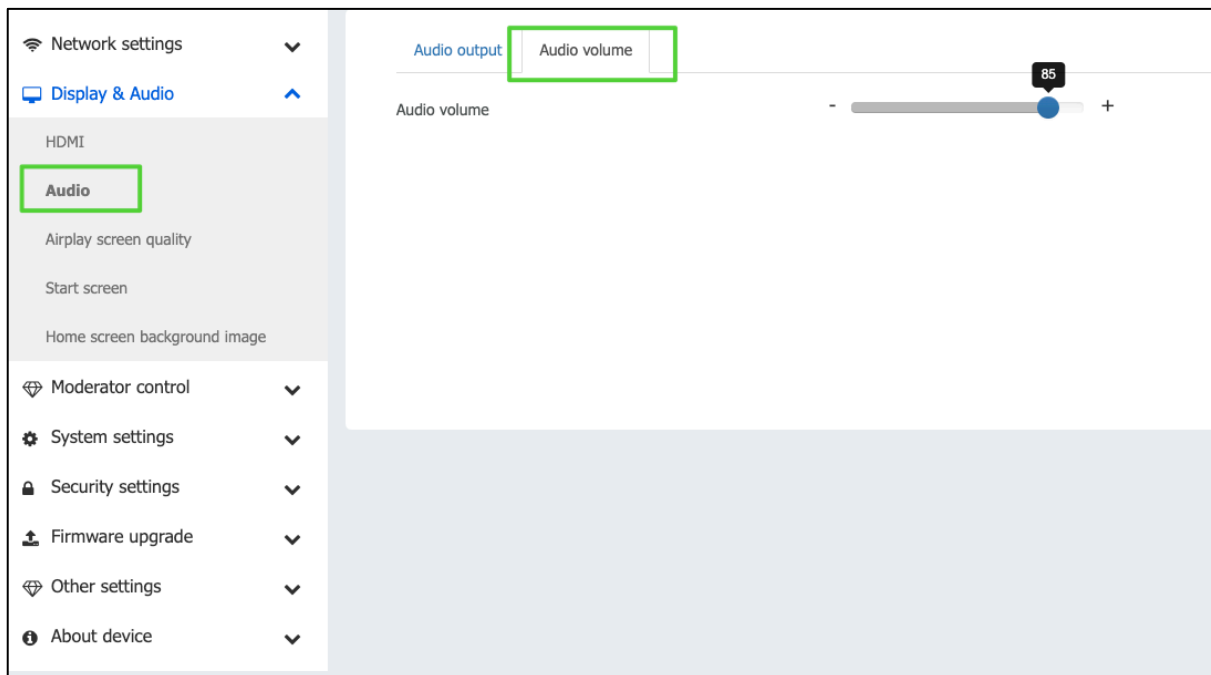 Network settings
Display & Audio
HDMI
Audio
Airplay screen quality
Start screen
Home screen background image
Moderator control
System settings
Security settings
Firmware upgrade
Other settings
About device
Audio output
Audio volume
85
Audio volume
-
+